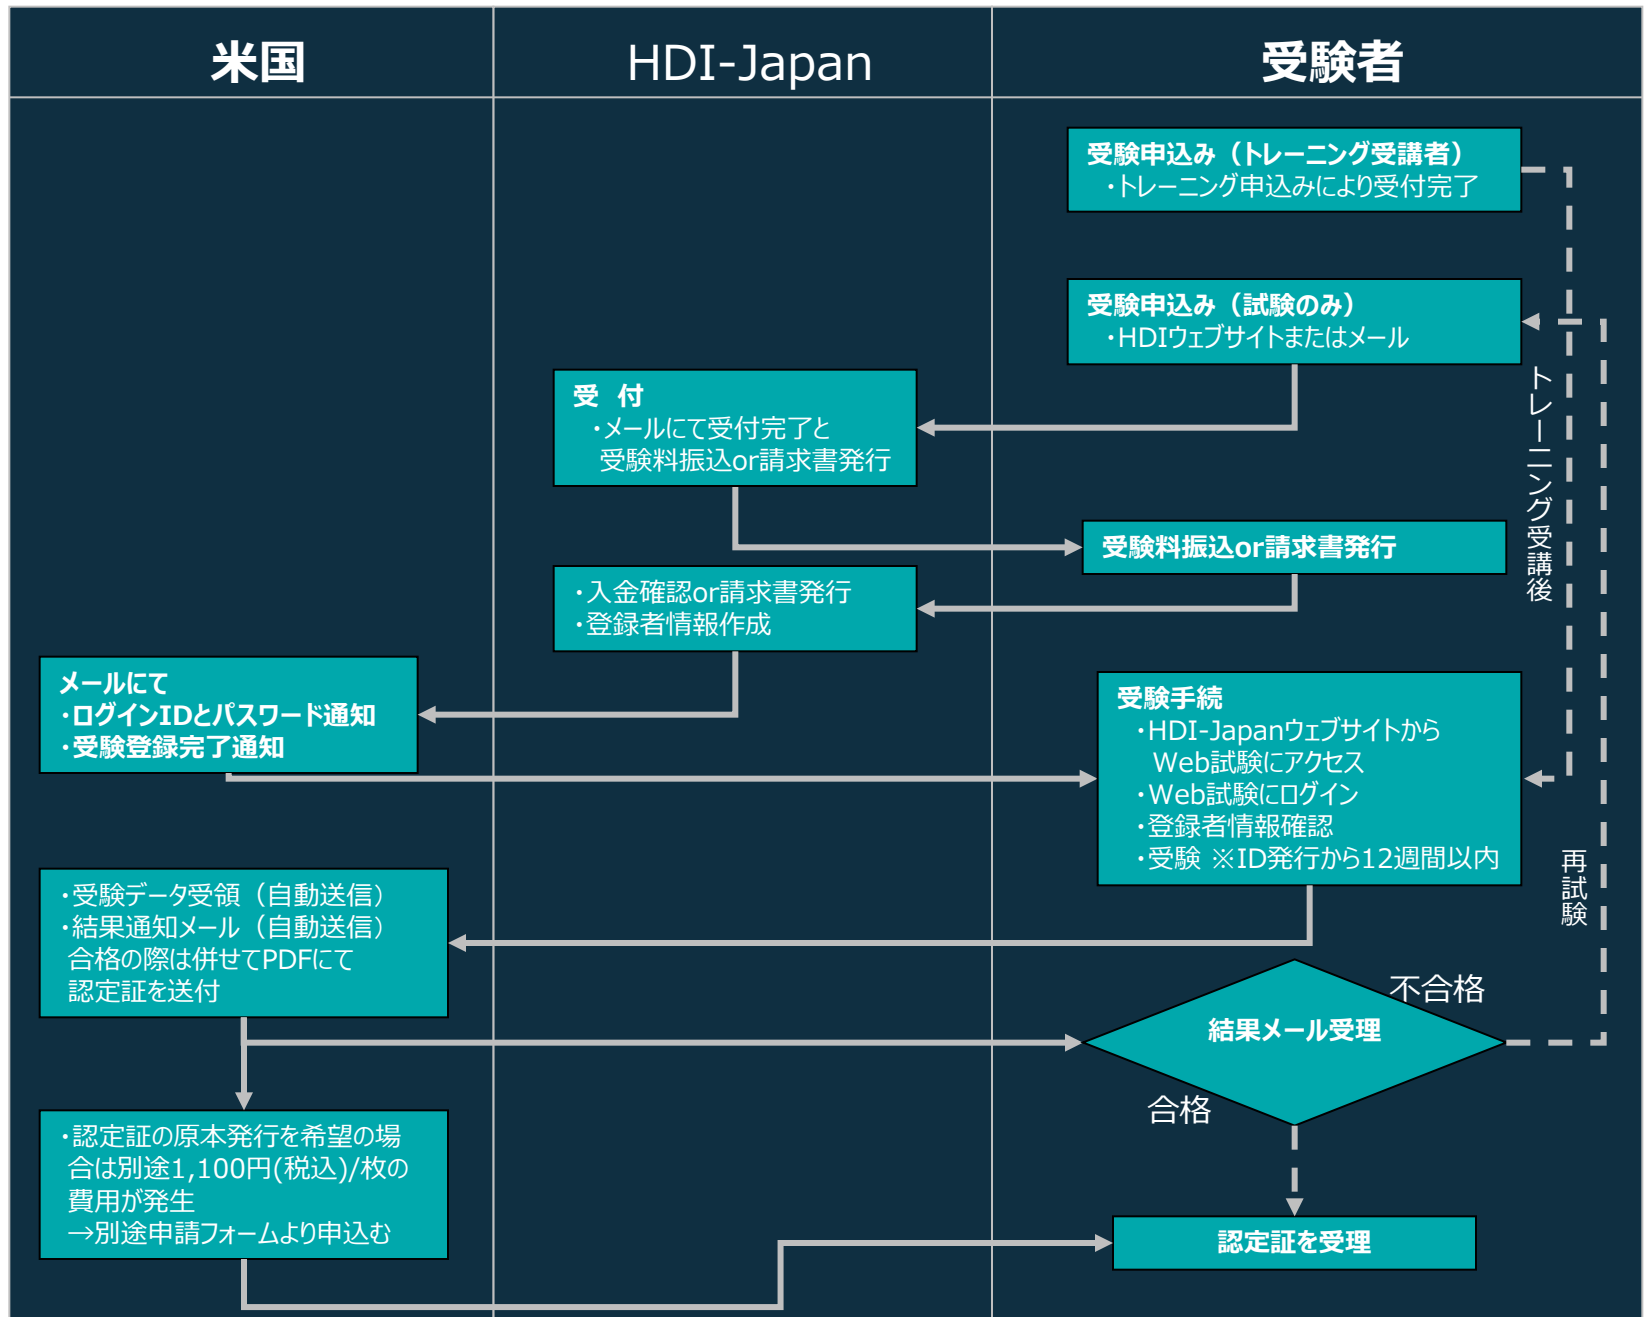 米国
HDI-Japan
受験者
受験申込み（トレーニング受講者）
・トレーニング申込みにより受付完了
受験申込み（試験のみ）
・HDIウェブサイトまたはメール
受　付
・メールにて受付完了と
受験料振込or請求書発行
トレーニング受講後
受験料振込or請求書発行
・入金確認or請求書発行
・登録者情報作成
メールにて
・ログインIDとパスワード通知
・受験登録完了通知
受験手続
・HDI-Japanウェブサイトから
Web試験にアクセス
・Web試験にログイン
・登録者情報確認
・受験 ※ID発行から12週間以内
再試験
・受験データ受領（自動送信）
・結果通知メール（自動送信）
合格の際は併せてPDFにて
認定証を送付
不合格
結果メール受理
合格
・認定証の原本発行を希望の場
合は別途1,100円(税込)/枚の
費用が発生
→別途申請フォームより申込む
認定証を受理